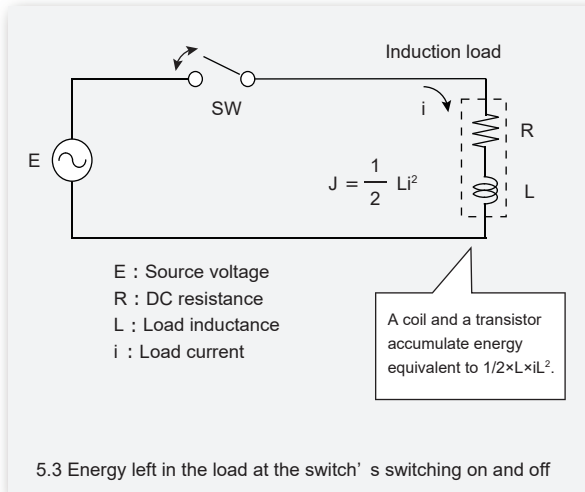 Induction load
SW
i
R
E
J = 1/2 Li²
L
E : Source voltage
R : DC resistance
L : Load inductance
i : Load current
A coil and a transistor
accumulate energy
equivalent to 1/2×L×iL².
5.3 Energy left in the load at the switch' s switching on and off